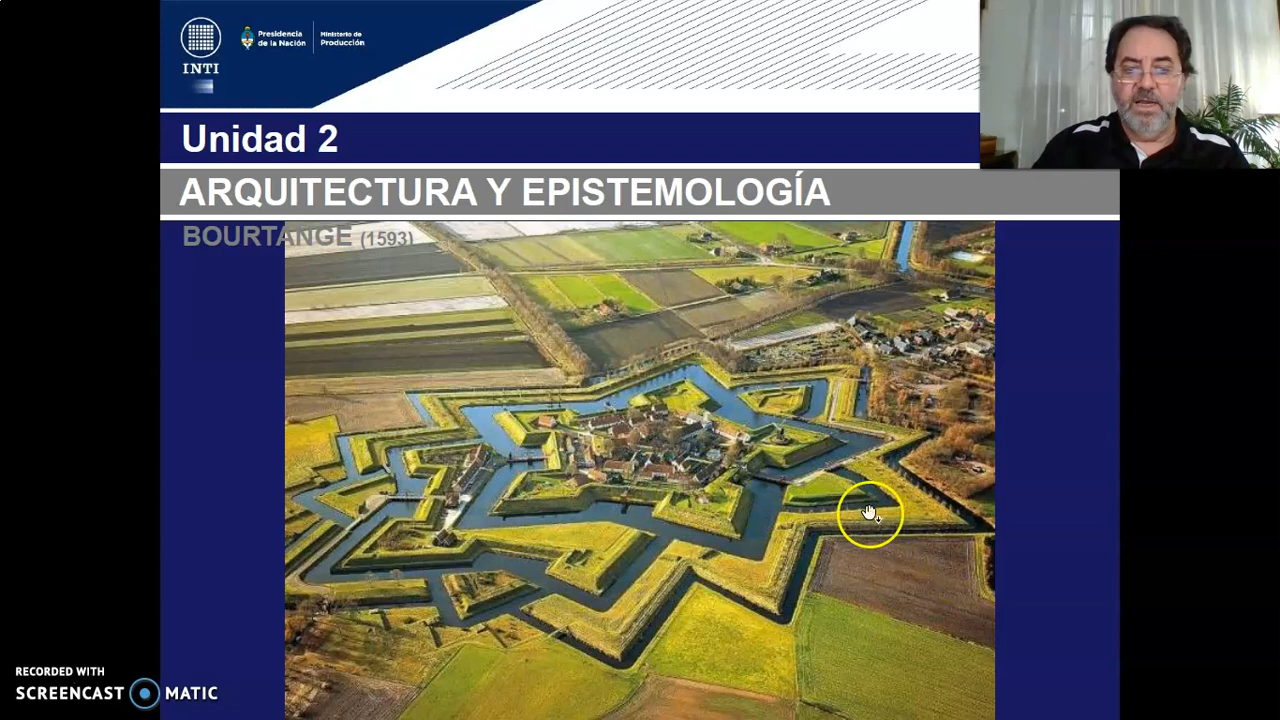 INTI
Presidencia
de la Nación
Ministerio de
Producción
Unidad 2
ARQUITECTURA Y EPISTEMOLOGÍA
BOURTANGE (1593)
RECORDED WITH
SCREENCAST MATIC